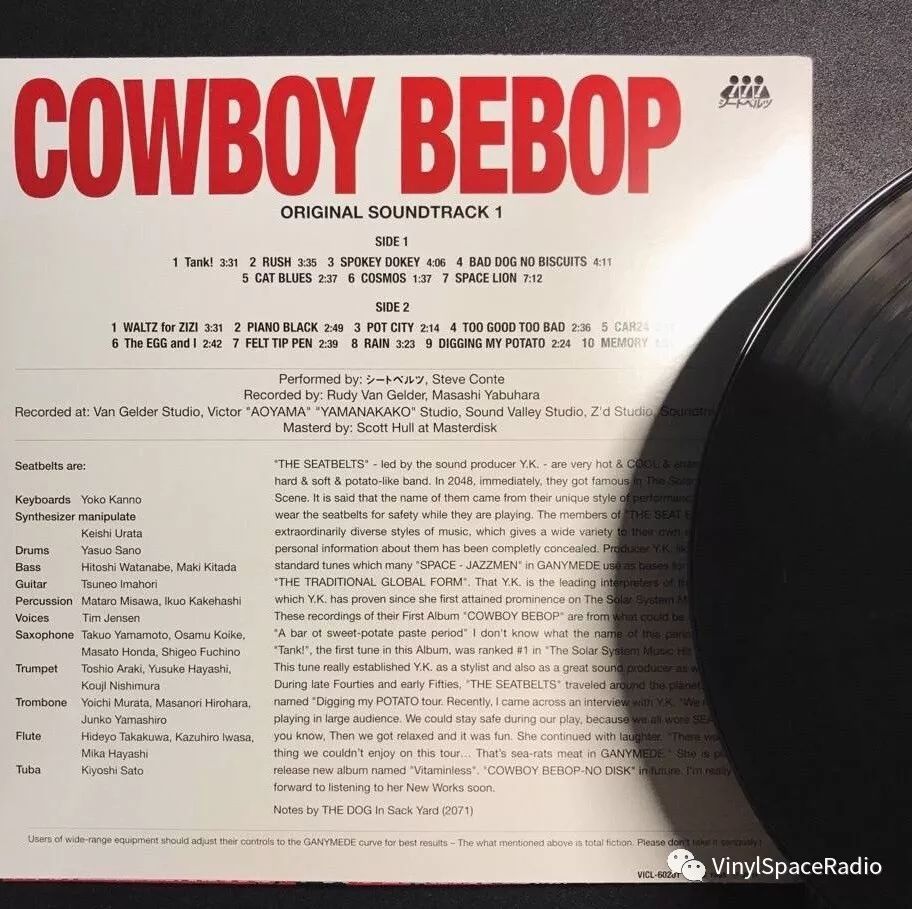 COWBOY BEBOP
シートベルツ
ORIGINAL SOUNDTRACK 1
SIDE 1
1 Tank! 3:31 2 RUSH 3:35 3 SPOKEY DOKEY 4:06 4 BAD DOG NO BISCUITS 4:11
5 CAT BLUES 2:37 6 COSMOS 1:37 7 SPACE LION 7:12
SIDE 2
1 WALTZ for ZIZI 3:31 2 PIANO BLACK 2:49 3 POT CITY 2:14 4 TOO GOOD TOO BAD 2:36 5 CAR24
6 The EGG and I 2:42 7 FELT TIP PEN 2:39 8 RAIN 3:23 9 DIGGING MY POTATO 2:24 10 MEMORY
Performed by: シートベルツ, Steve Conte
Recorded by: Rudy Van Gelder, Masashi Yabuhara
Recorded at: Van Gelder Studio, Victor "AOYAMA" "YAMANAKAKO" Studio, Sound Valley Studio, Z'd Studio,
Masterd by: Scott Hull at Masterdisk
Seatbelts are:
Keyboards Yoko Kanno
Synthesizer manipulate
Keishi Urata
Drums Yasuo Sano
Bass Hitoshi Watanabe, Maki Kitada
Guitar Tsuneo Imahori
Percussion Mataro Misawa, Ikuo Kakehashi
Voices Tim Jensen
Saxophone Takuo Yamamoto, Osamu Koike,
Masato Honda, Shigeo Fuchino
Trumpet Toshio Araki, Yusuke Hayashi,
Koujl Nishimura
Trombone Yoichi Murata, Masanori Hirohara,
Junko Yamashiro
Flute Hideyo Takakuwa, Kazuhiro Iwasa,
Mika Hayashi
Tuba Kiyoshi Sato
"THE SEATBELTS" - led by the sound producer Y.K. - are very hot & COOL &
hard & soft & potato-like band. In 2048, immediately, they got famous in The Solar
Scene. It is said that the name of them came from their unique style of performance
wear the seatbelts for safety while they are playing. The members of "THE SEAT
extraordinarily diverse styles of music, which gives a wide variety to their own
personal information about them has been completly concealed. Producer Y.K.
standard tunes which many "SPACE - JAZZMEN" in GANYMEDE use as bases for
"THE TRADITIONAL GLOBAL FORM". That Y.K. is the leading interpreters of
which Y.K. has proven since she first attained prominence on The Solar System
These recordings of their First Album "COWBOY BEBOP" are from what could be
"A bar ot sweet-potato paste period" I don't know what the name of this period
"Tank!", the first tune in this Album, was ranked #1 in "The Solar System Music Hit
This tune really established Y.K. as a stylist and also as a great sound producer as
During late Fourties and early Fifties, "THE SEATBELTS" traveled around the planet
named "Digging my POTATO tour. Recently, I came across an interview with Y.K. "We
playing in large audience. We could stay safe during our play, because we all wore
you know, Then we got relaxed and it was fun. She continued with laughter. "There
thing we couldn't enjoy on this tour... That's sea-rats meat in GANYMEDE." She is
release new album named "Vitaminless". "COWBOY BEBOP-NO DISK" in future. I'm really
forward to listening to her New Works soon.
Notes by THE DOG In Sack Yard (2071)
Users of wide-range equipment should adjust their controls to the GANYMEDE curve for best results – The what mentioned above is total fiction. Please don't take it seriously!
VinylSpaceRadio